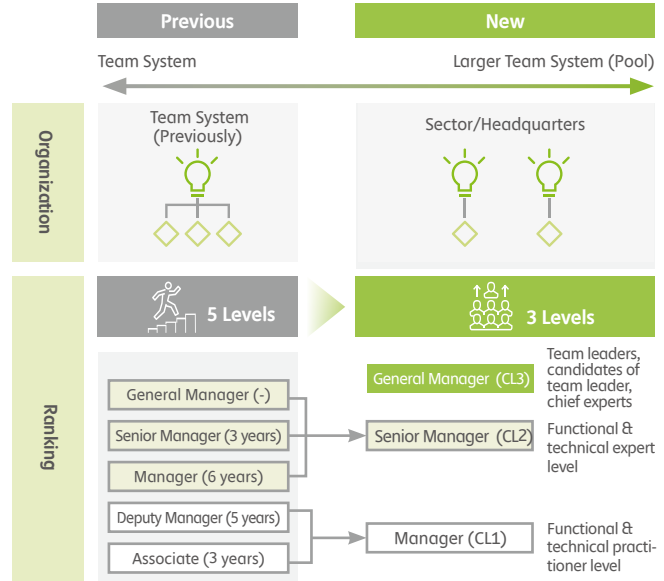 Previous
New
Team System
Larger Team System (Pool)
Organization
Team System
(Previously)
Sector/Headquarters
Ranking
5 Levels
3 Levels
General Manager (-)
Senior Manager (3 years)
Manager (6 years)
Deputy Manager (5 years)
Associate (3 years)
General Manager (CL3)
Team leaders,
candidates of
team leader,
chief experts
Senior Manager (CL2)
Functional &
technical expert
level
Manager (CL1)
Functional &
technical practi-
tioner level